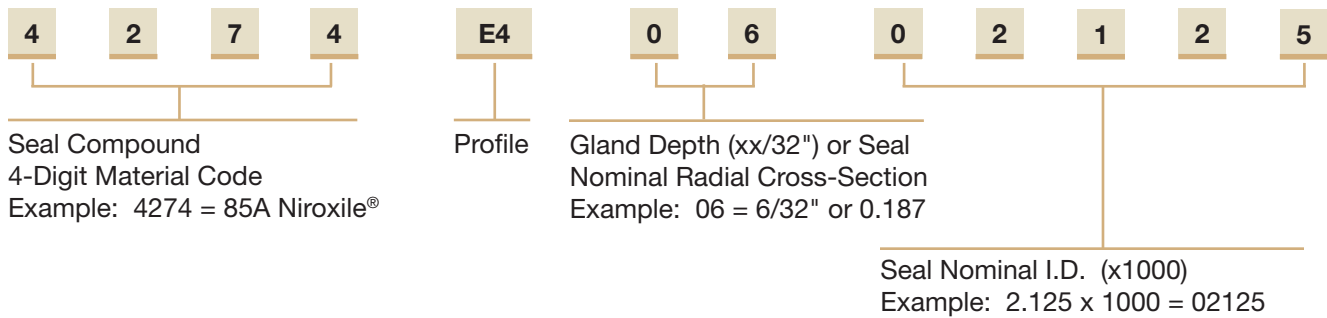 4 2 7 4 E4 0 6 0 2 1 2 5
Seal Compound
4-Digit Material Code
Example: 4274 = 85A Niroxile®
Profile
Gland Depth (xx/32") or Seal
Nominal Radial Cross-Section
Example: 06 = 6/32" or 0.187
Seal Nominal I.D. (x1000)
Example: 2.125 x 1000 = 02125